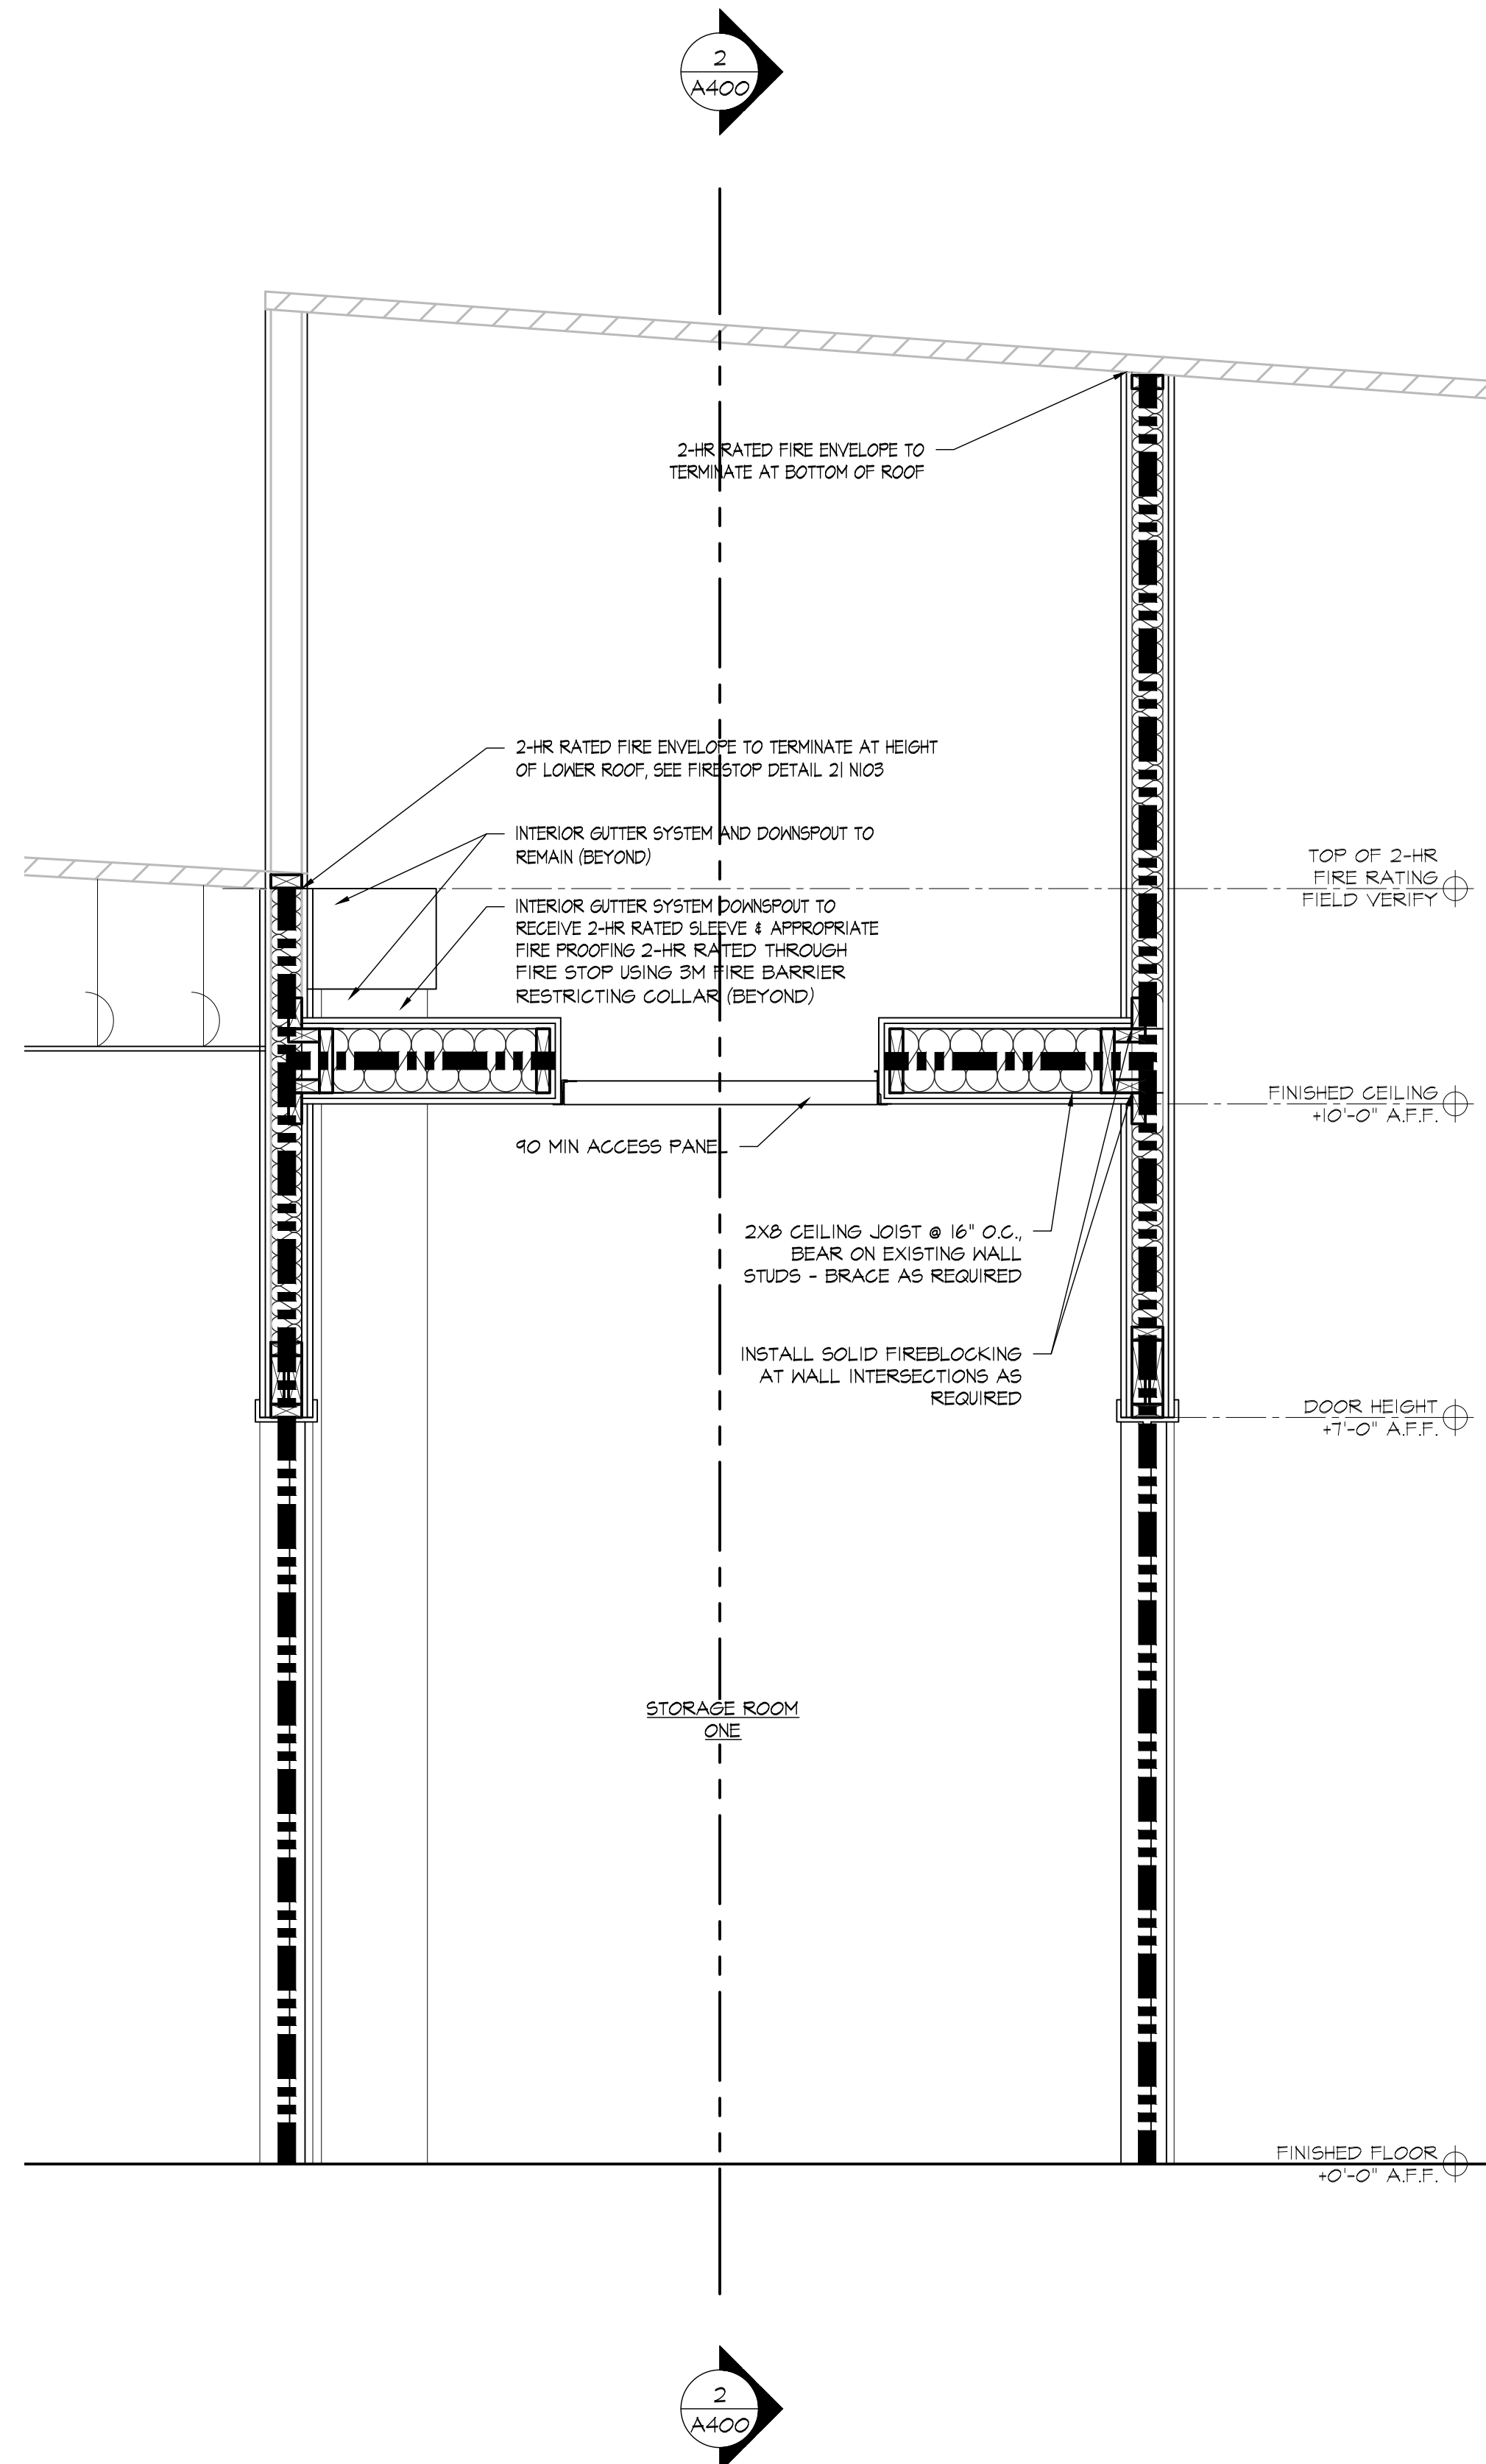 2
A400
2-HR RATED FIRE ENVELOPE TO
TERMINATE AT BOTTOM OF ROOF
2-HR RATED FIRE ENVELOPE TO TERMINATE AT HEIGHT
OF LOWER ROOF, SEE FIRESTOP DETAIL 2| N103
INTERIOR GUTTER SYSTEM AND DOWNSPOUT TO
REMAIN (BEYOND)
INTERIOR GUTTER SYSTEM DOWNSPOUT TO
RECEIVE 2-HR RATED SLEEVE & APPROPRIATE
FIRE PROOFING 2-HR RATED THROUGH
FIRE STOP USING 3M FIRE BARRIER
RESTRICTING COLLAR (BEYOND)
TOP OF 2-HR
FIRE RATING
FIELD VERIFY
FINISHED CEILING
+10'-0" A.F.F.
90 MIN ACCESS PANEL
2X8 CEILING JOIST @ 16" O.C.,
BEAR ON EXISTING WALL
STUDS - BRACE AS REQUIRED
INSTALL SOLID FIREBLOCKING
AT WALL INTERSECTIONS AS
REQUIRED
DOOR HEIGHT
+7'-0" A.F.F.
STORAGE ROOM
ONE
FINISHED FLOOR
+0'-0" A.F.F.
2
A400